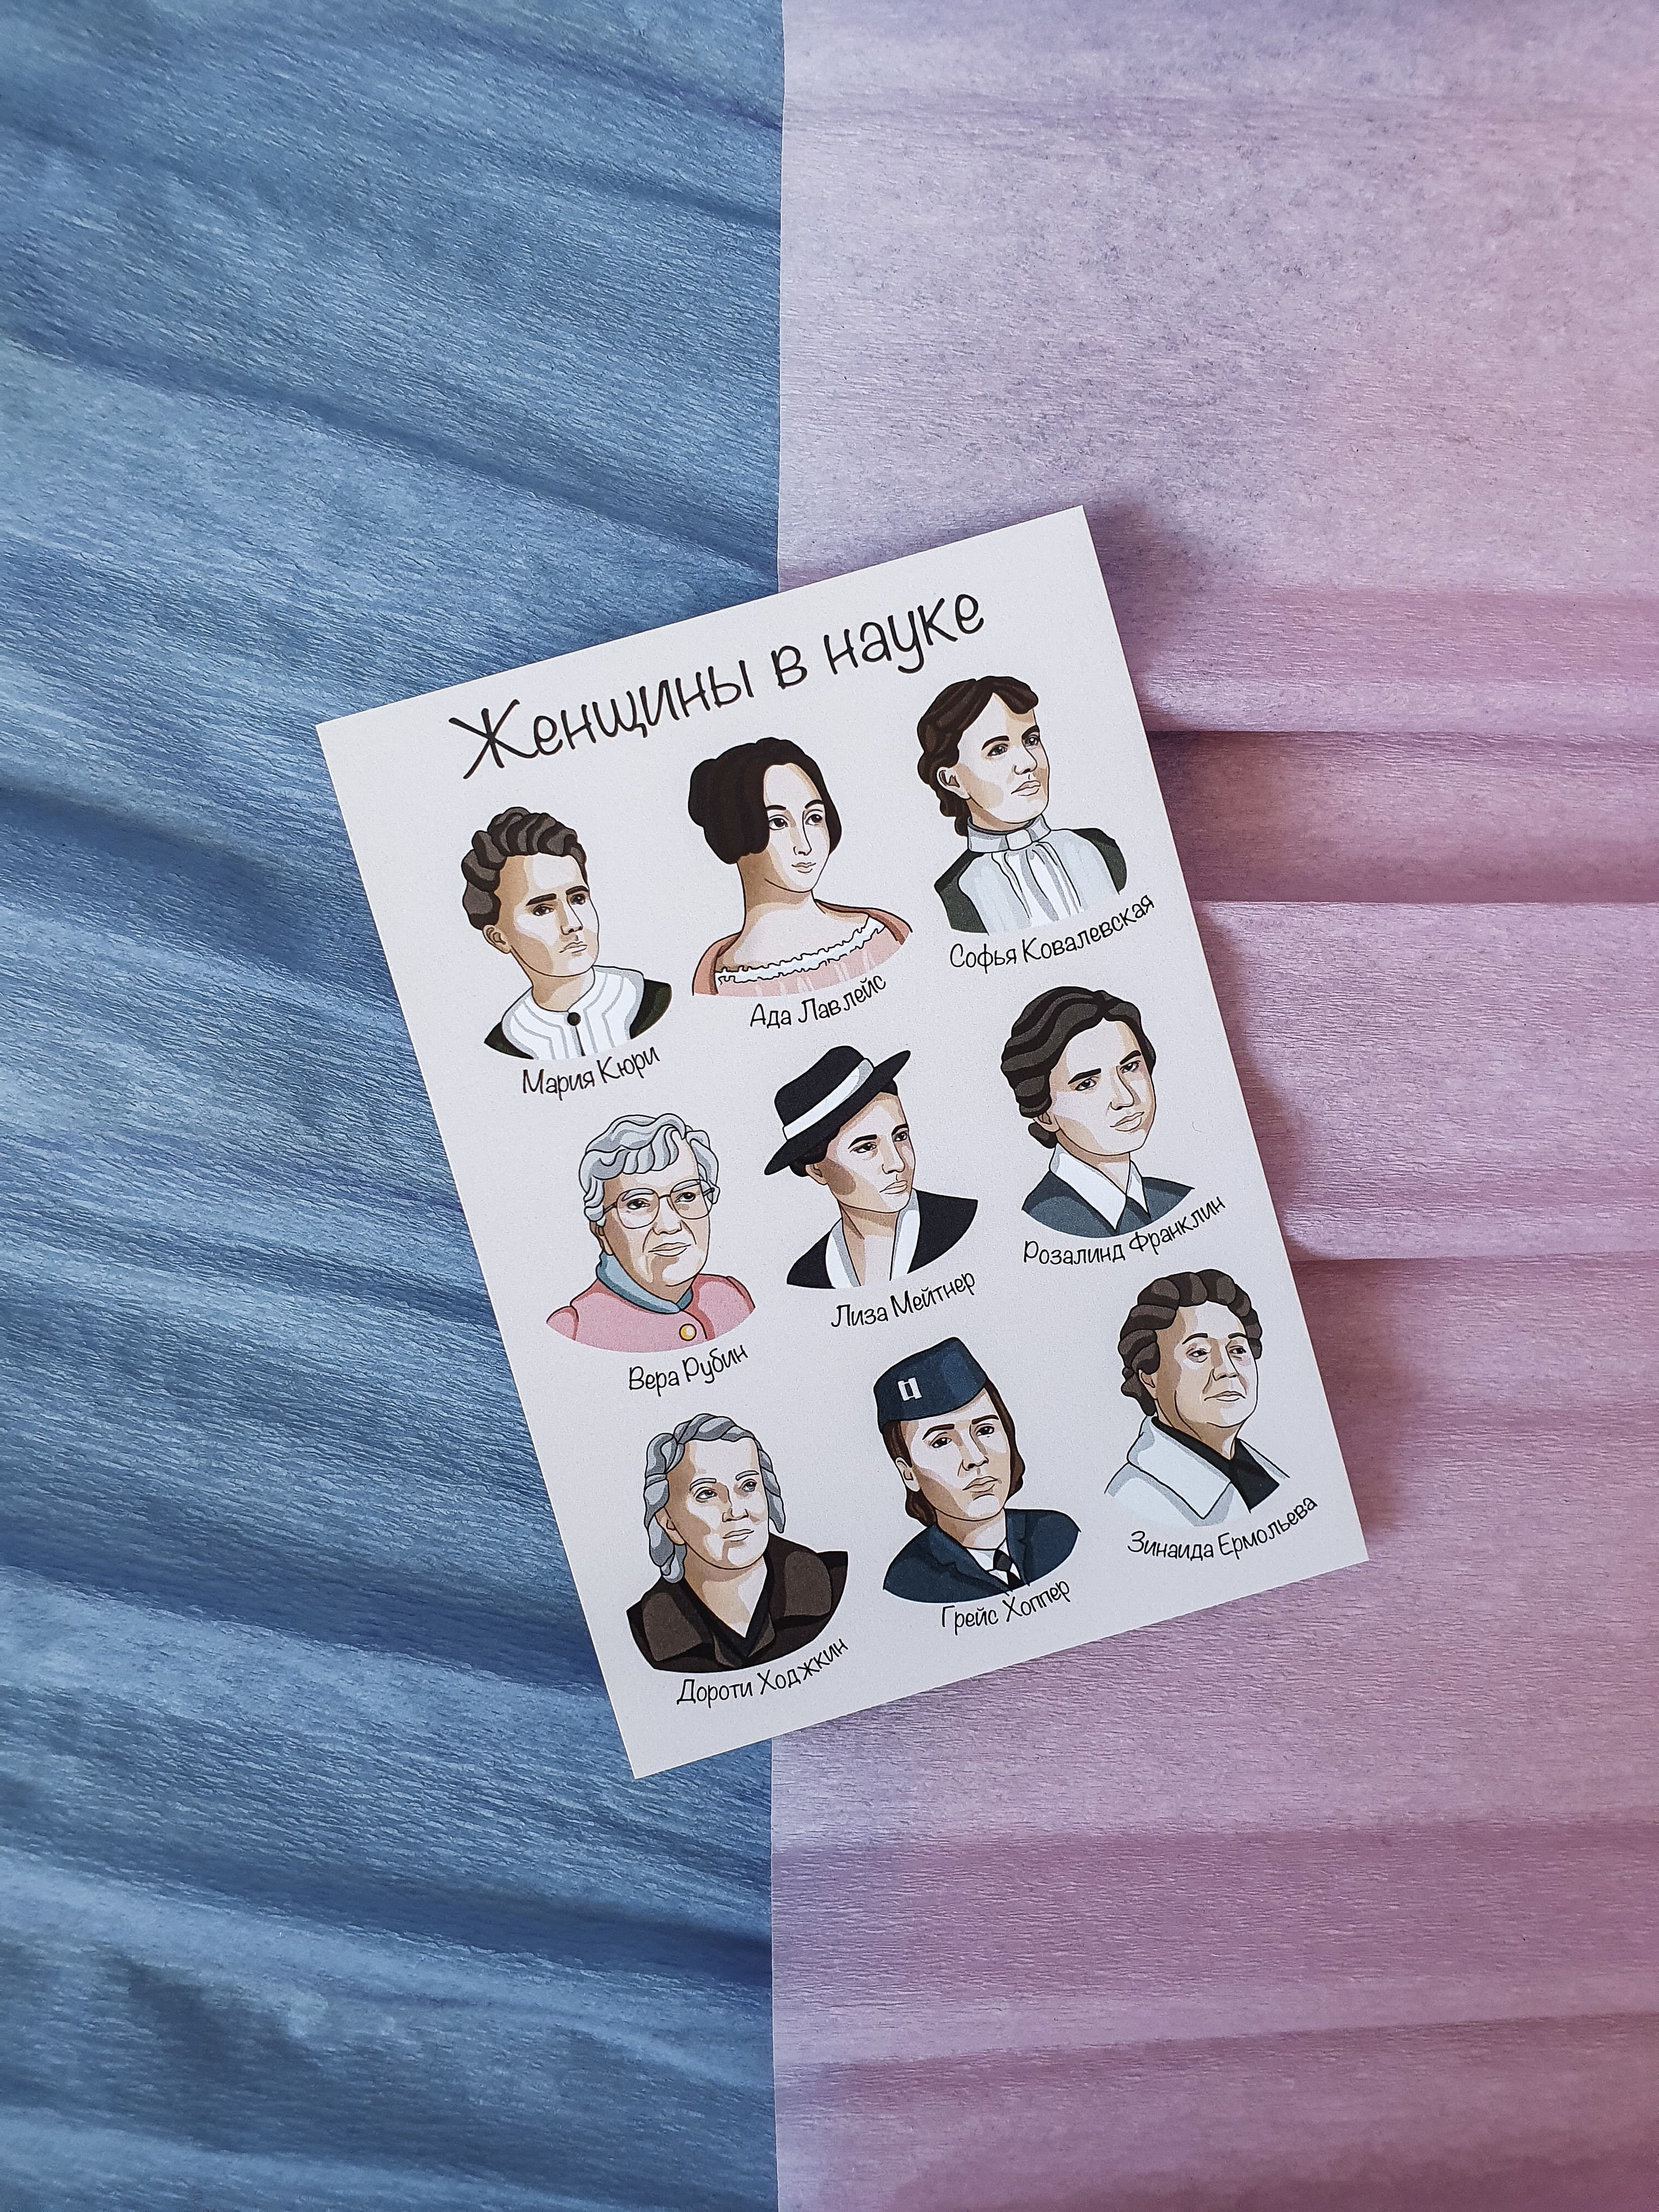 Женщины в науке
Мария Кюри
Ада Лавлейс
Софья Ковалевская
Вера Рубин
Лиза Мейтнер
Розалинд Франклин
Дороти Ходжкин
Грейс Хоппер
Зинаида Ермольева